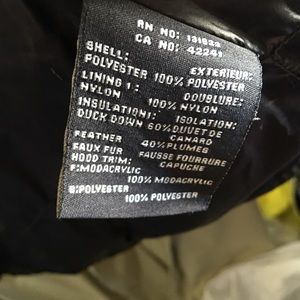 RN NO: 131833
CA NO: 42241
SHELL: EXTERIEUR:
POLYESTER 100% POLYESTER
LINING 1: DOUBLURE:
NYLON 100% NYLON
INSULATION1: ISOLATION:
DUCK DOWN 60% DUVET DE
CANARD
FEATHER 40% PLUMES
FAUX FUR FAUSSE FOURRURE
HOOD TRIM: CAPUCHE
F:MODACRYLIC
100% MODACRYLIC
B:POLYESTER
100% POLYESTER